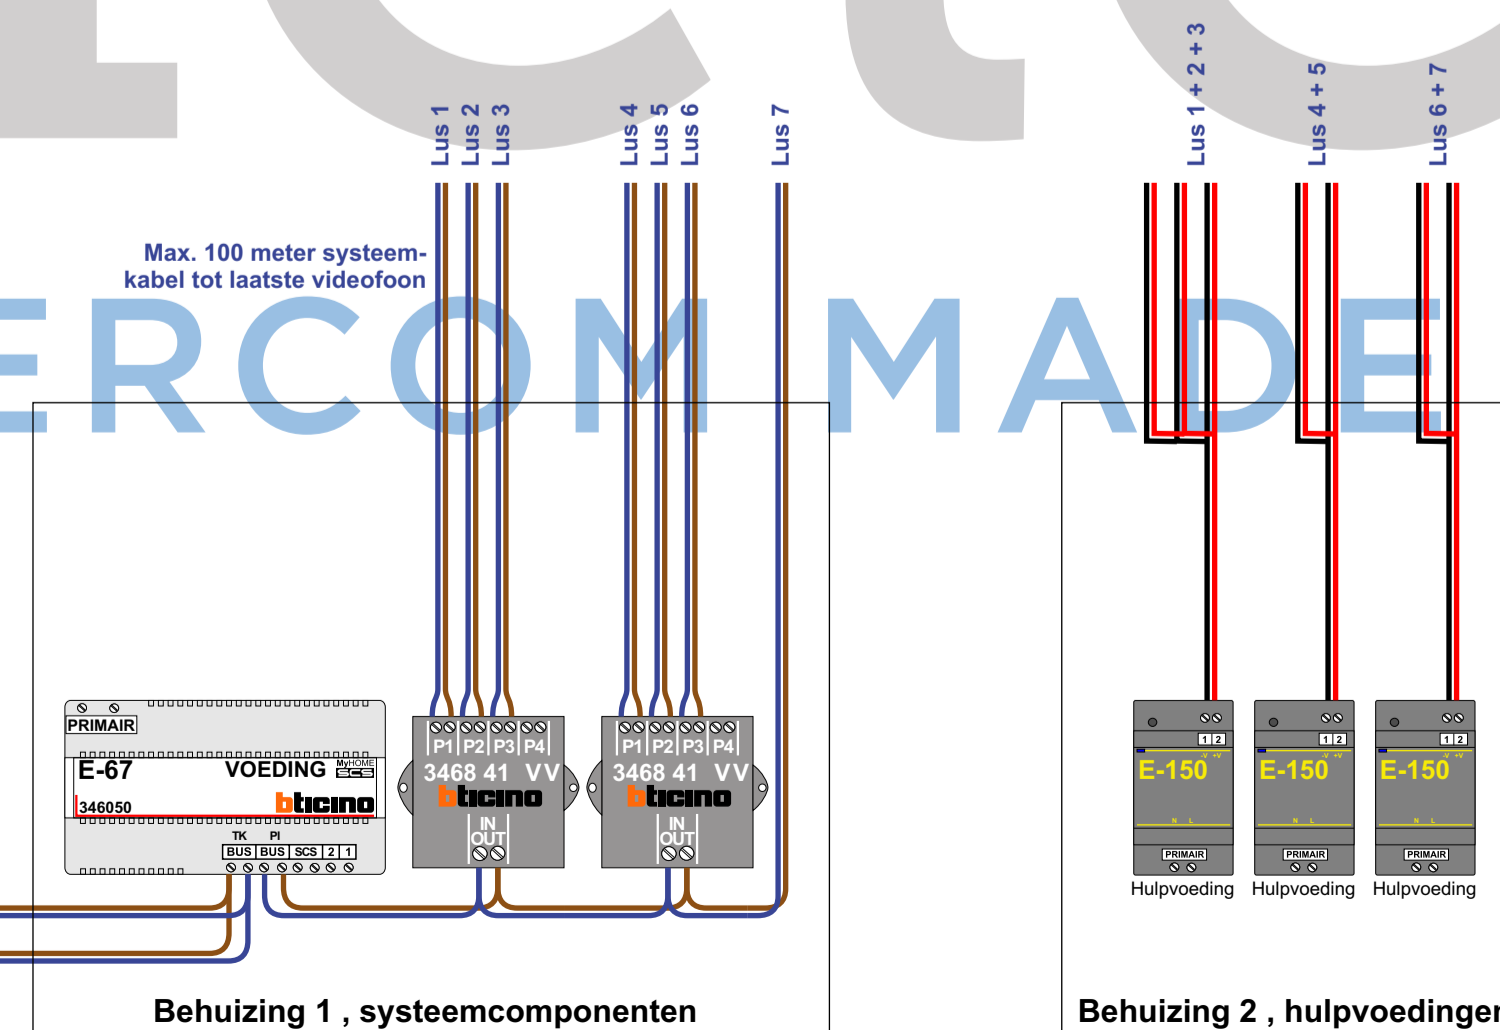 Lus 1
Lus 2
Lus 3
Lus 4
Lus 5
Lus 6
Lus 7
Lus 1 + 2 + 3
Lus 4 + 5
Lus 6 + 7
Max. 100 meter systeem-
kabel tot laatste videofoon
ERCOM MADE
PRIMAIR
E-67
VOEDING
MyHOME
SCS
346050
bticino
TK PI
BUS BUS SCS 2 1
P1 P2 P3 P4
3468 41 VV
bticino
IN
OUT
P1 P2 P3 P4
3468 41 VV
bticino
IN
OUT
1 2
-V +V
E-150
N L
PRIMAIR
Hulpvoeding
1 2
-V +V
E-150
N L
PRIMAIR
Hulpvoeding
1 2
-V +V
E-150
N L
PRIMAIR
Hulpvoeding
Behuizing 1 , systeemcomponenten
Behuizing 2 , hulpvoedingen